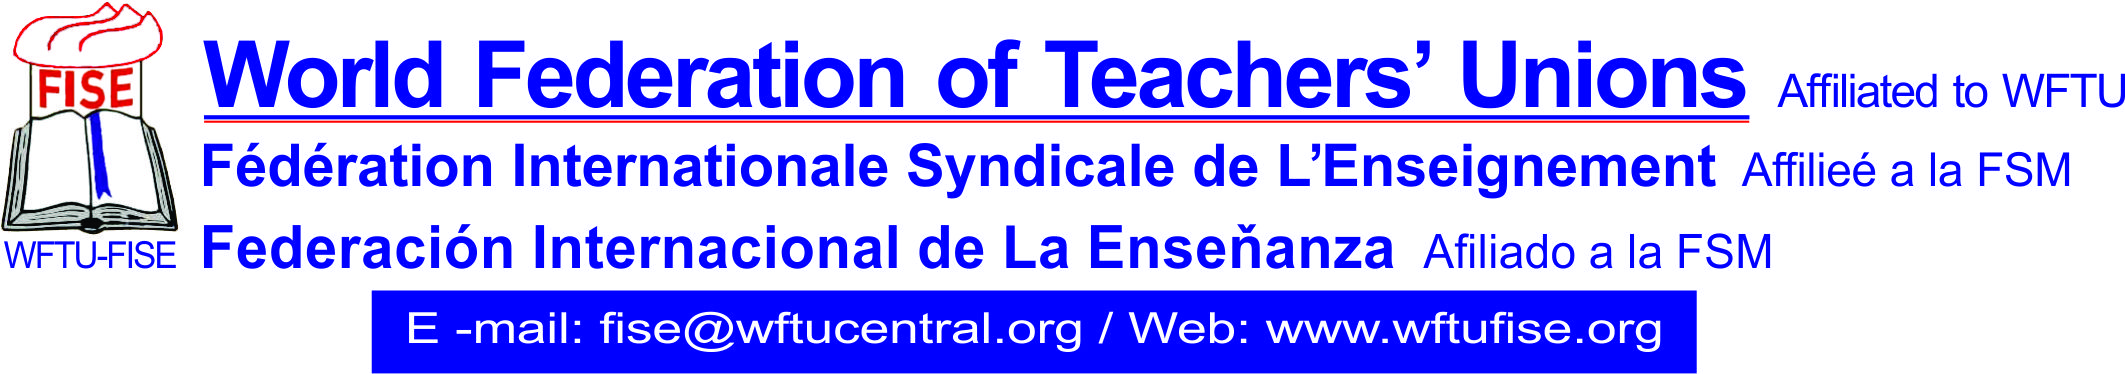 FISE
WFTU-FISE
World Federation of Teachers’ Unions Affiliated to WFTU
Fédération Internationale Syndicale de L’Enseignement Affilieé a la FSM
Federación Internacional de La Enseňanza Afiliado a la FSM
E -mail: fise@wftucentral.org / Web: www.wftufise.org